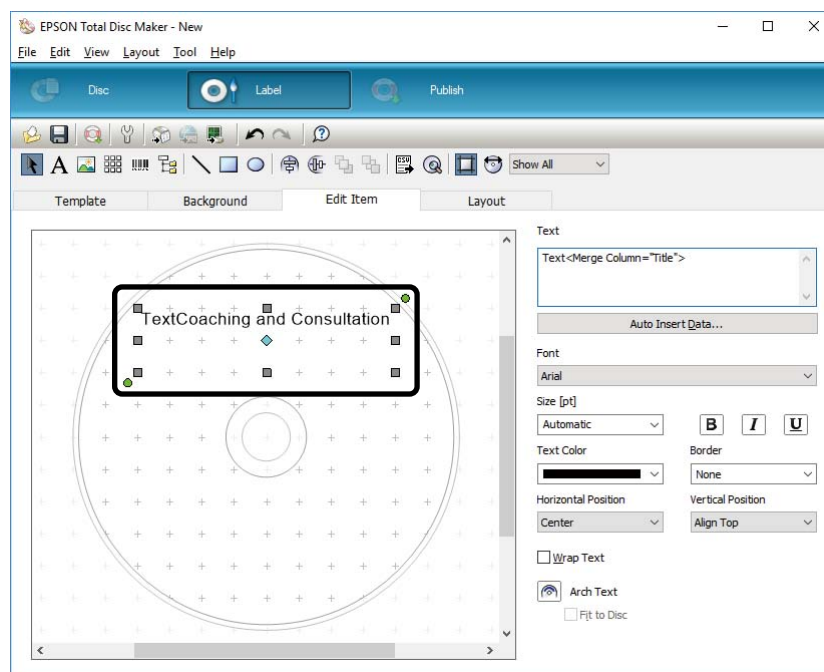 EPSON Total Disc Maker - New
File Edit View Layout Tool Help
Disc Label Publish
Show All
Template Background Edit Item Layout
Text
Text<Merge Column="Title">
Auto Insert Data...
Font
Arial
Size [pt]
Automatic B I U
Text Color Border
None
Horizontal Position Vertical Position
Center Align Top
Wrap Text
Arch Text
Fit to Disc
TextCoaching and Consultation